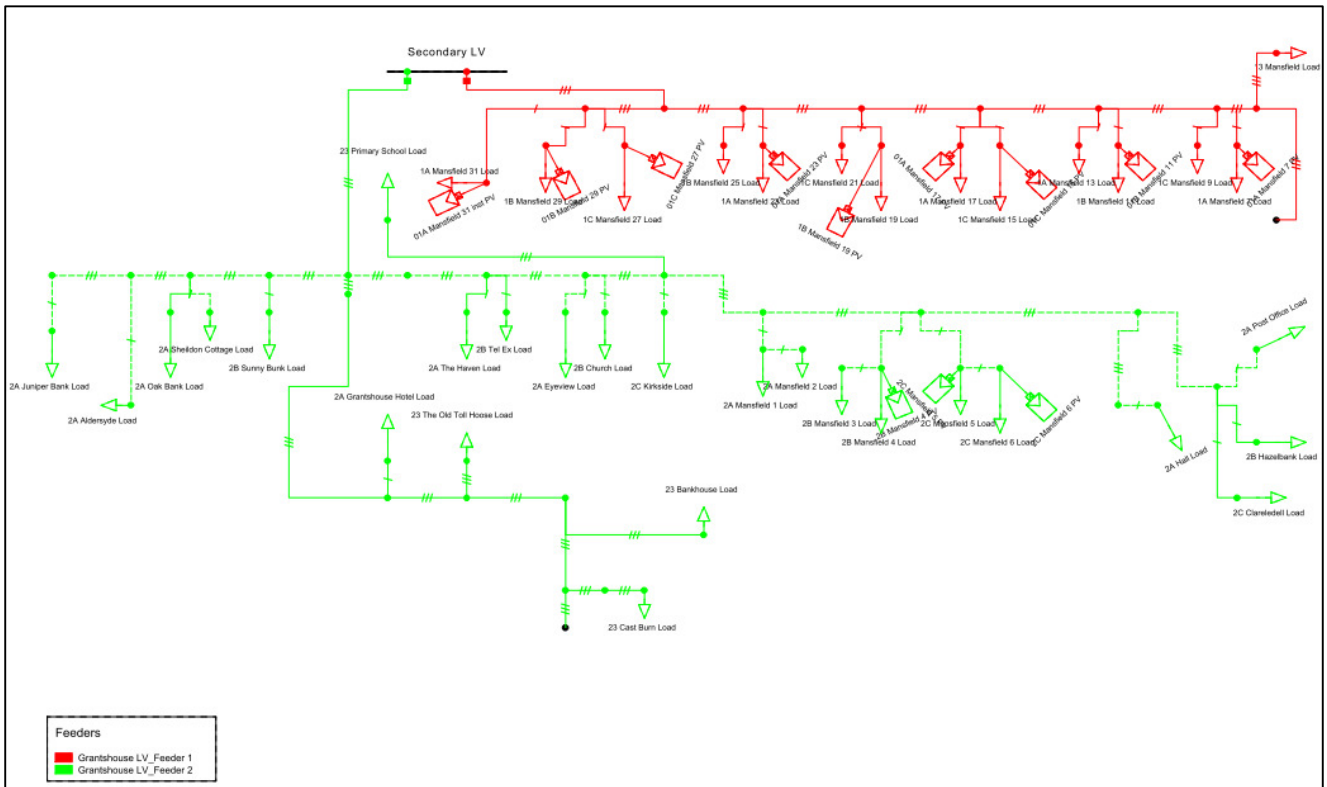 Secondary LV
13 Mansfield Load
23 Primary School Load
1A Mansfield 31 Load
01A Mansfield 31 inst PV
1B Mansfield 29 Load
01B Mansfield 29 PV
1C Mansfield 27 Load
01C Mansfield 27 PV
1B Mansfield 25 Load
01A Mansfield 23 PV
1C Mansfield 21 Load
1B Mansfield 19 PV
1B Mansfield 19 Load
1A Mansfield 17 Load
1C Mansfield 15 Load
1A Mansfield 13 Load
01B Mansfield 11 PV
1C Mansfield 9 Load
01A Mansfield 7 PV
2A Juniper Bank Load
2A Aldersyde Load
2A Sheildon Cottage Load
2A Oak Bank Load
2B Sunny Bunk Load
2B Tel Ex Load
2A The Haven Load
2B Church Load
2A Eyeview Load
2C Kirkside Load
2A Mansfield 2 Load
2A Mansfield 1 Load
2B Mansfield 3 Load
2B Mansfield 4 Load
2C Mansfield 5 Load
2C Mansfield 6 Load
2C Mansfield 6 PV
2A Post Office Load
2A Hall Load
2B Hazelbank Load
2C Clareledell Load
2A Grantshouse Hotel Load
23 The Old Toll Hoose Load
23 Bankhouse Load
23 Cast Burn Load
Feeders
Grantshouse LV_Feeder 1
Grantshouse LV_Feeder 2